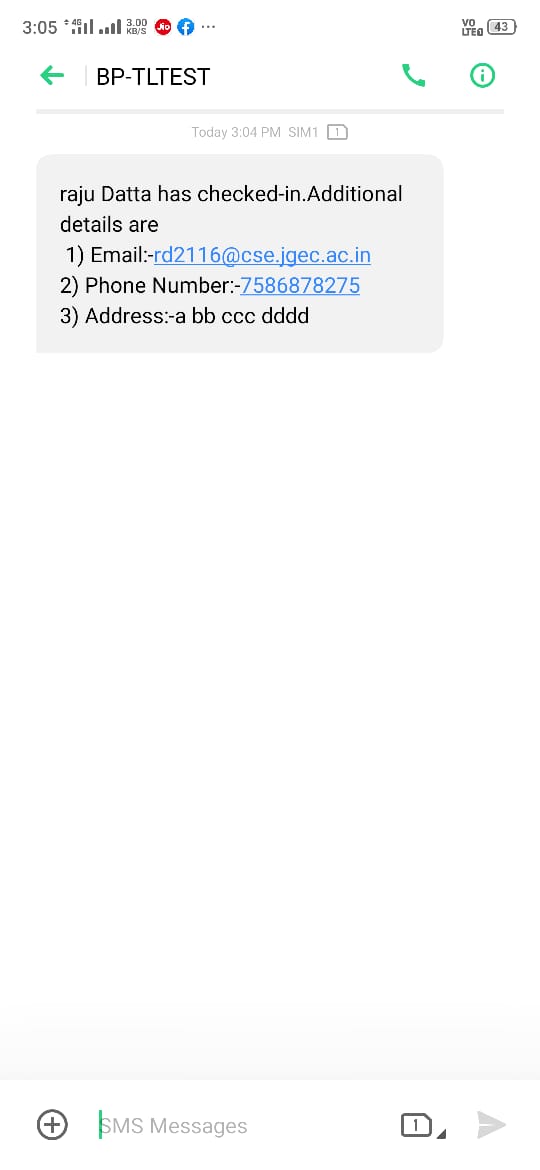 3:05 4G 3.00 KB/S Jio f ... VO LTE 43
BP-TLTEST
Today 3:04 PM SIM1 1
raju Datta has checked-in.Additional
details are
1) Email:-rd2116@cse.jgec.ac.in
2) Phone Number:-7586878275
3) Address:-a bb ccc dddd
SMS Messages 1